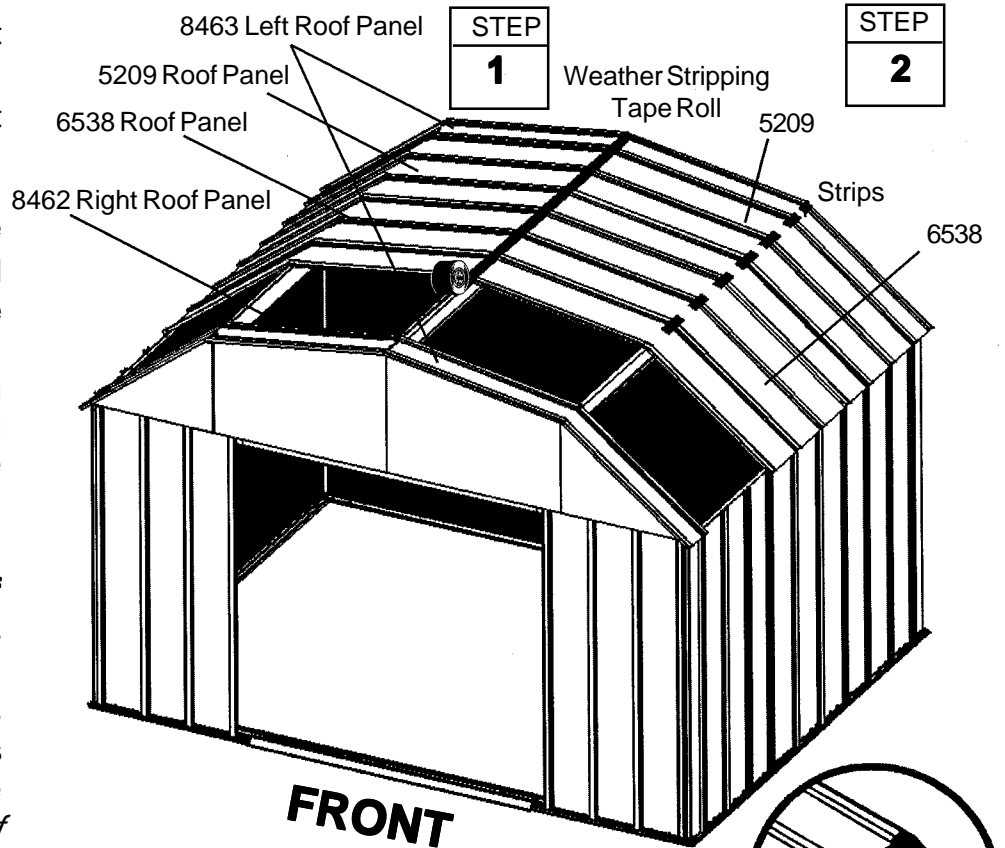 8463 Left Roof Panel
STEP
1
STEP
2
5209 Roof Panel
Weather Stripping
Tape Roll
6538 Roof Panel
5209
8462 Right Roof Panel
Strips
6538
FRONT